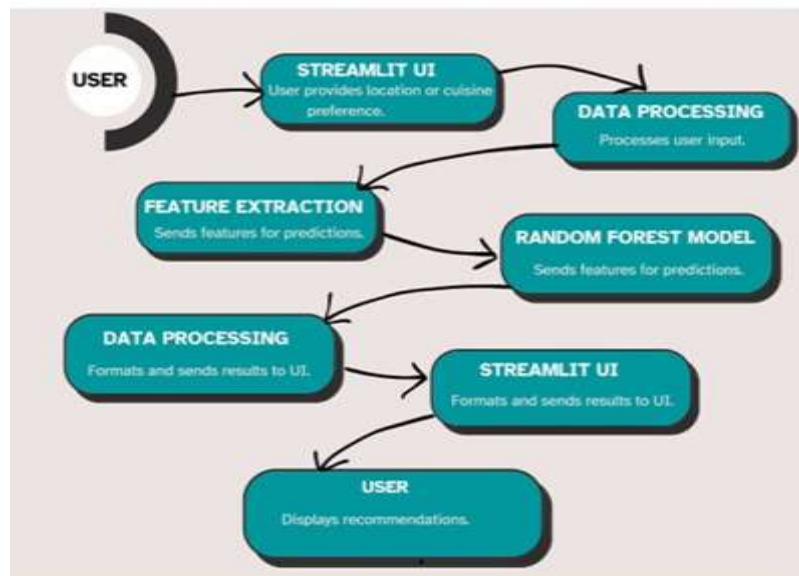 USER
STREAMLIT UI
User provides location or cuisine
preference.
DATA PROCESSING
Processes user input.
FEATURE EXTRACTION
Sends features for predictions.
RANDOM FOREST MODEL
Sends features for predictions.
DATA PROCESSING
Formats and sends results to UI.
STREAMLIT UI
Formats and sends results to UI.
USER
Displays recommendations.